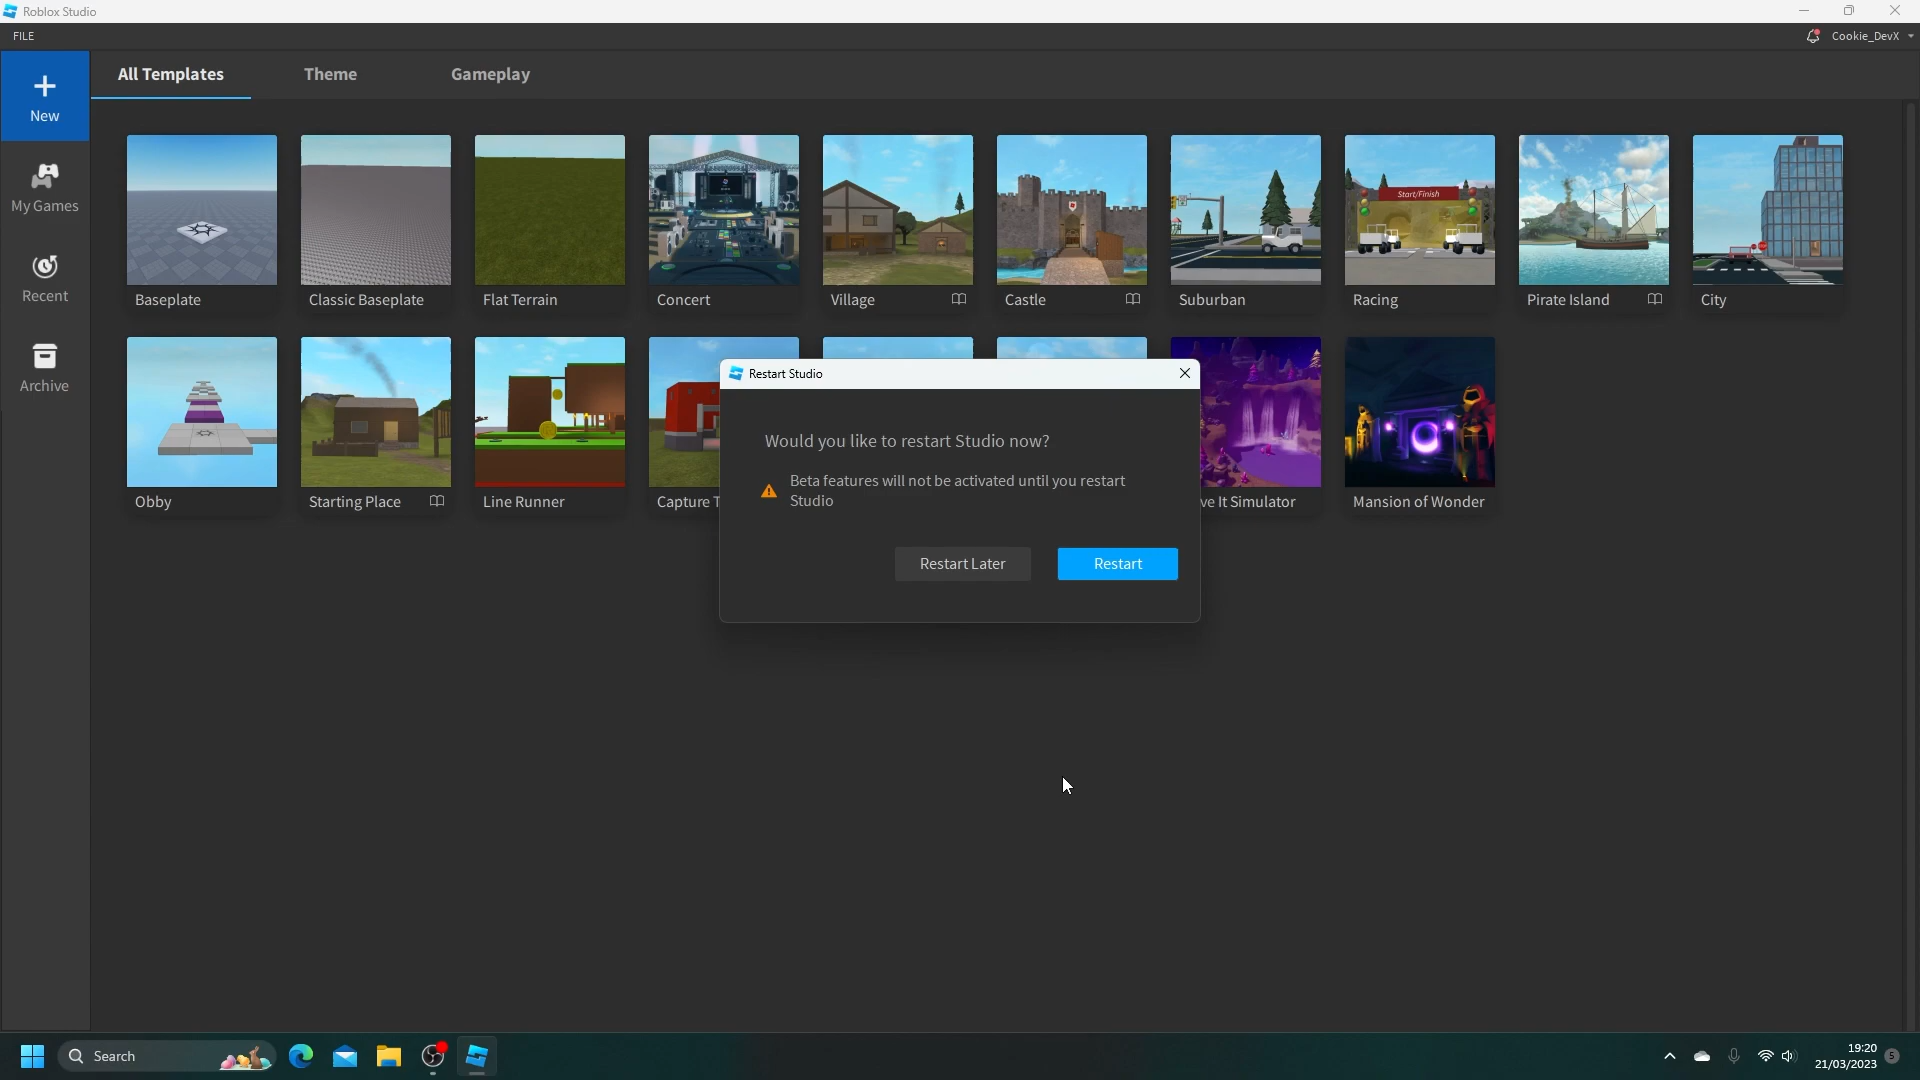 Roblox Studio
FILE
Cookie_DevX
All Templates
Theme
Gameplay
New
My Games
Recent
Archive
Start/Finish
Baseplate
Classic Baseplate
Flat Terrain
Concert
Village
Castle
Suburban
Racing
Pirate Island
City
Obby
Starting Place
Line Runner
Capture T
ve It Simulator
Mansion of Wonder
Restart Studio
Would you like to restart Studio now?
Beta features will not be activated until you restart
Studio
Restart Later
Restart
Search
19:20
21/03/2023
5